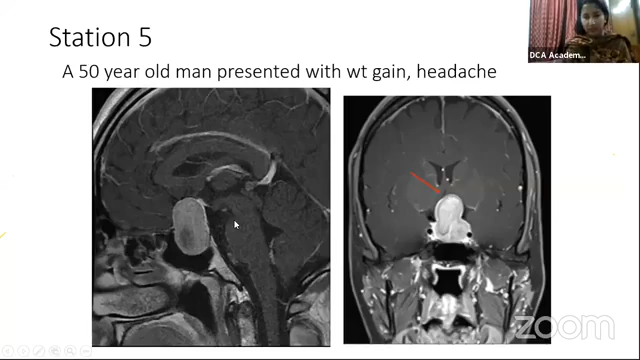 Station 5
DCA Academ...
A 50 year old man presented with wt gain, headache
zoom